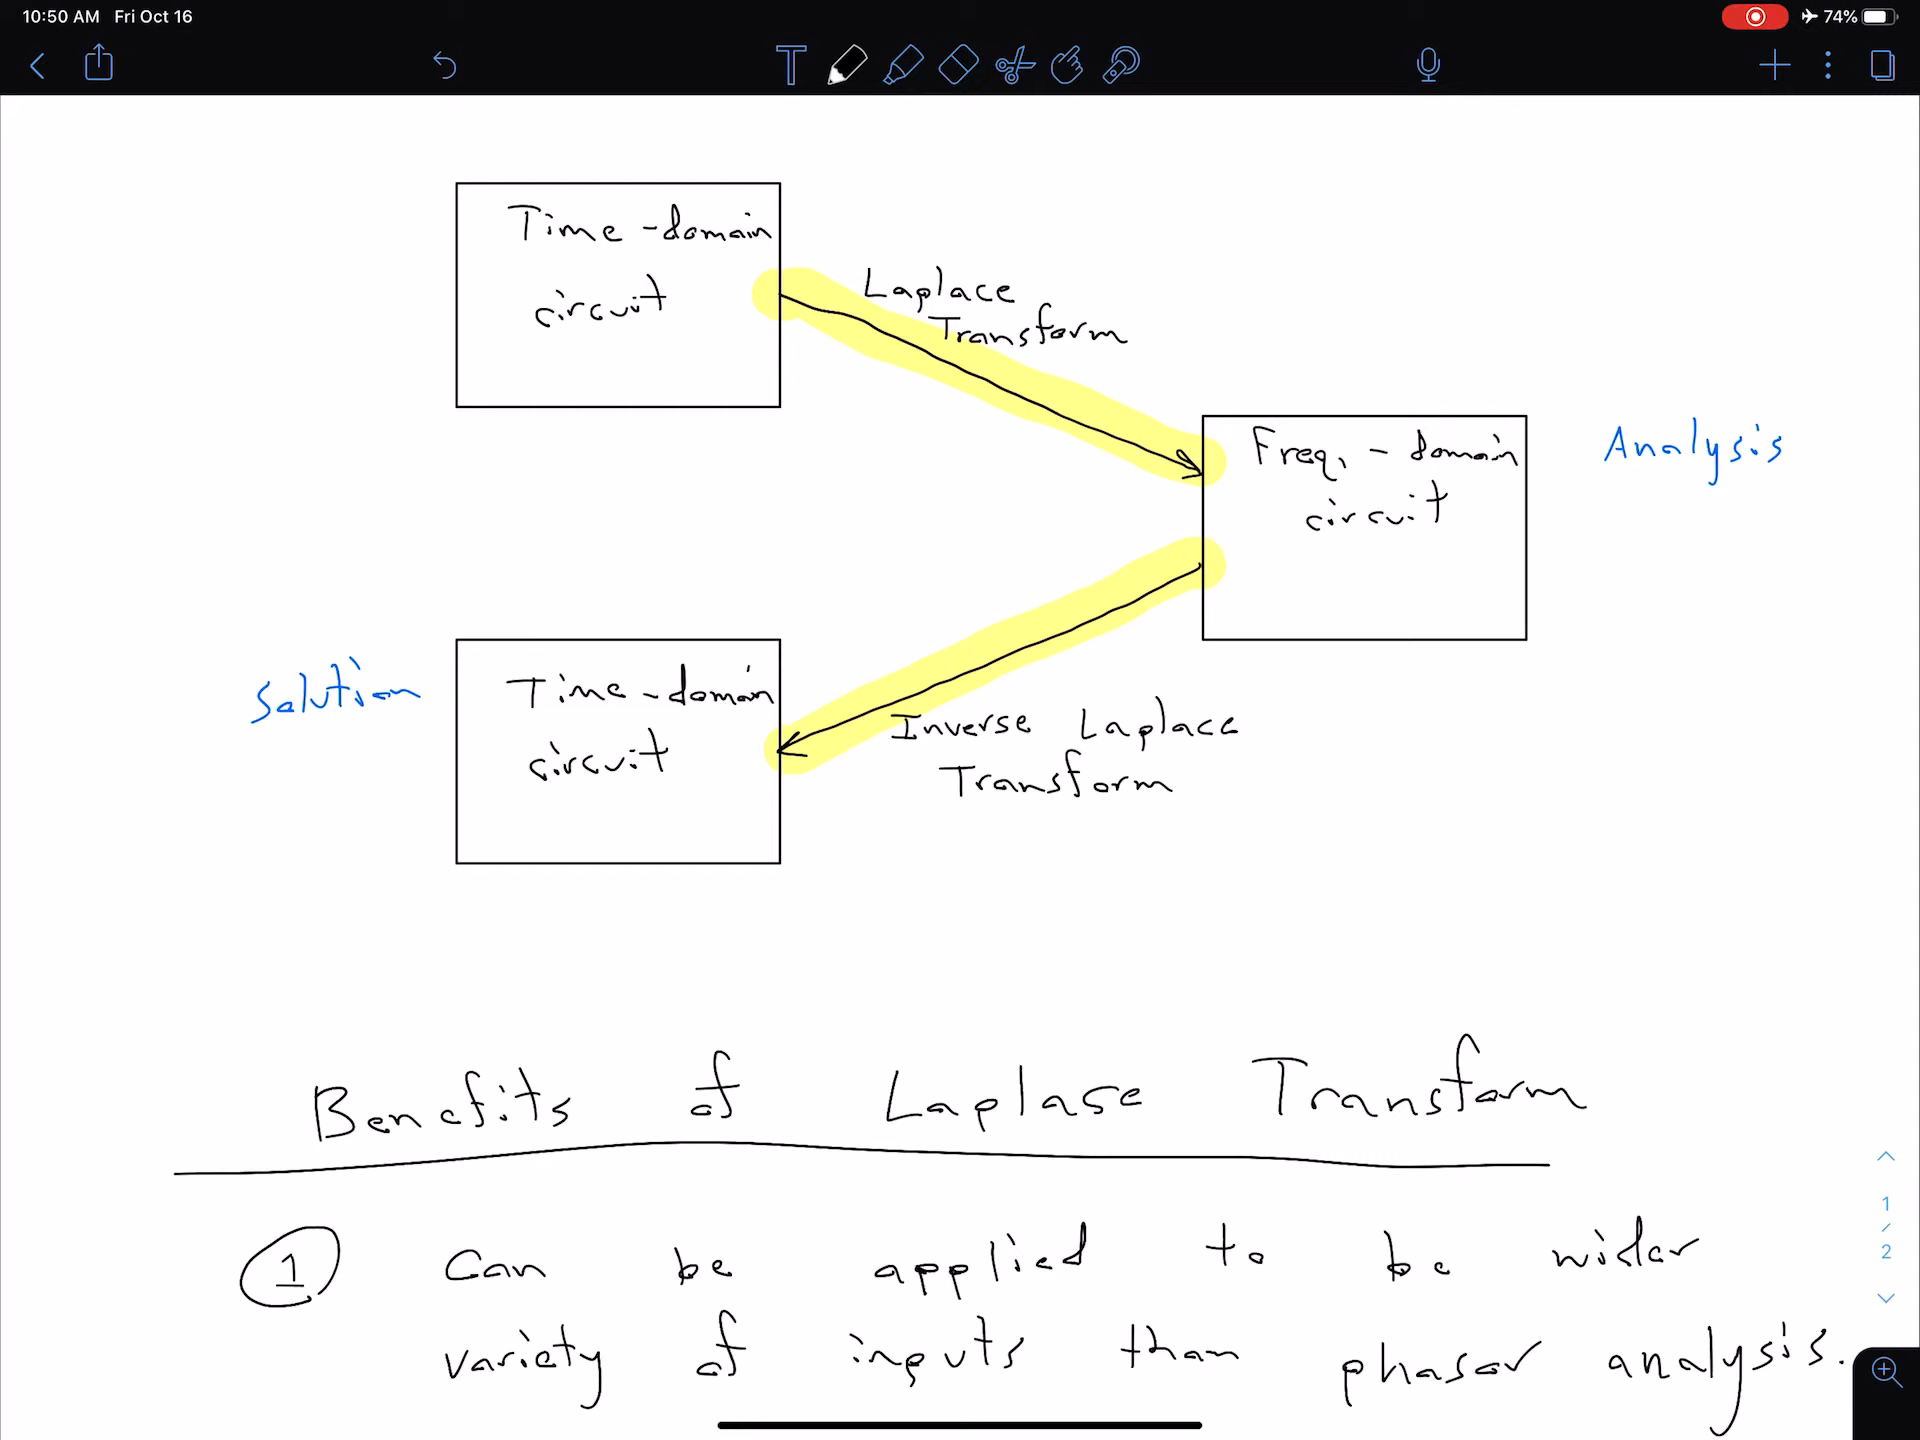 10:50 AM Fri Oct 16
74%
Time-domain
circuit
Laplace
Transform
Freq. - domain
circuit
Analysis
Solution
Time-domain
circuit
Inverse Laplace
Transform
Benefits of Laplase Transform
1 Can be applied to be wider
variety of inputs than phasor analysis.
1
/
2